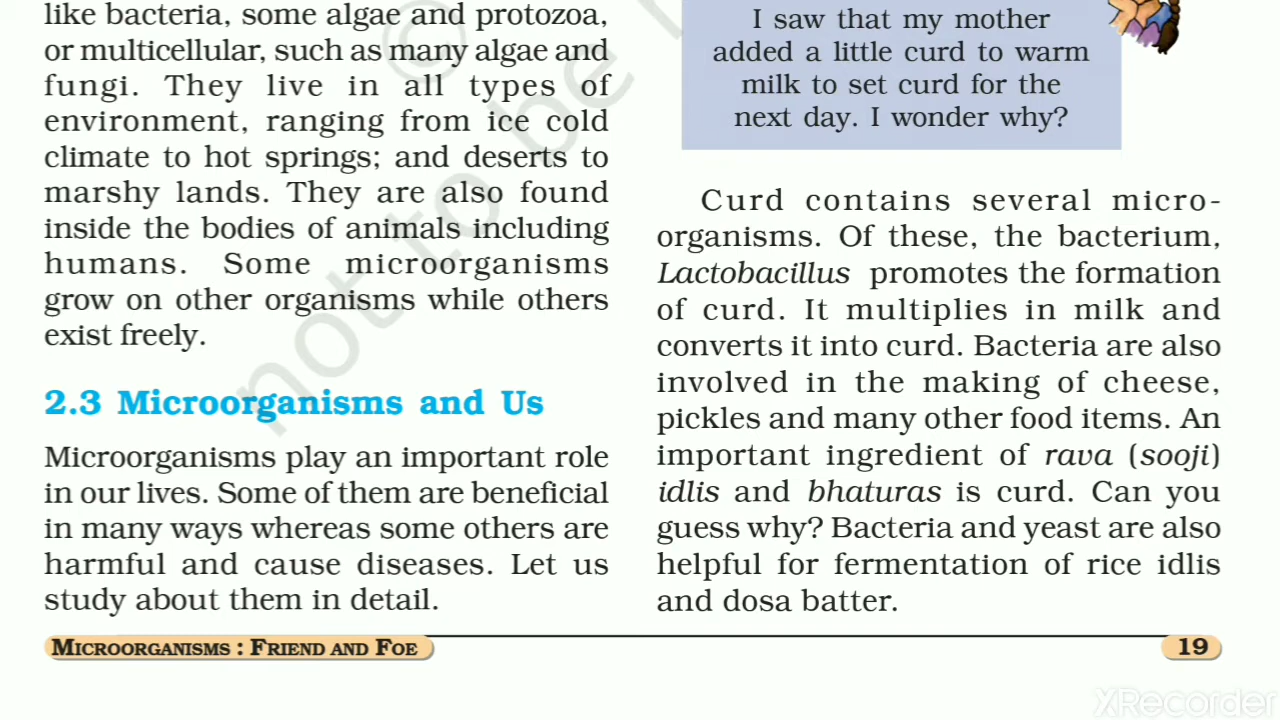 like bacteria, some algae and protozoa,
or multicellular, such as many algae and
fungi. They live in all types of
environment, ranging from ice cold
climate to hot springs; and deserts to
marshy lands. They are also found
inside the bodies of animals including
humans. Some microorganisms
grow on other organisms while others
exist freely.
2.3 Microorganisms and Us
Microorganisms play an important role
in our lives. Some of them are beneficial
in many ways whereas some others are
harmful and cause diseases. Let us
study about them in detail.
I saw that my mother
added a little curd to warm
milk to set curd for the
next day. I wonder why?
Curd contains several micro-
organisms. Of these, the bacterium,
Lactobacillus promotes the formation
of curd. It multiplies in milk and
converts it into curd. Bacteria are also
involved in the making of cheese,
pickles and many other food items. An
important ingredient of rava (sooji)
idlis and bhaturas is curd. Can you
guess why? Bacteria and yeast are also
helpful for fermentation of rice idlis
and dosa batter.
MICROORGANISMS : FRIEND AND FOE
19
©
not to be
XRecorder